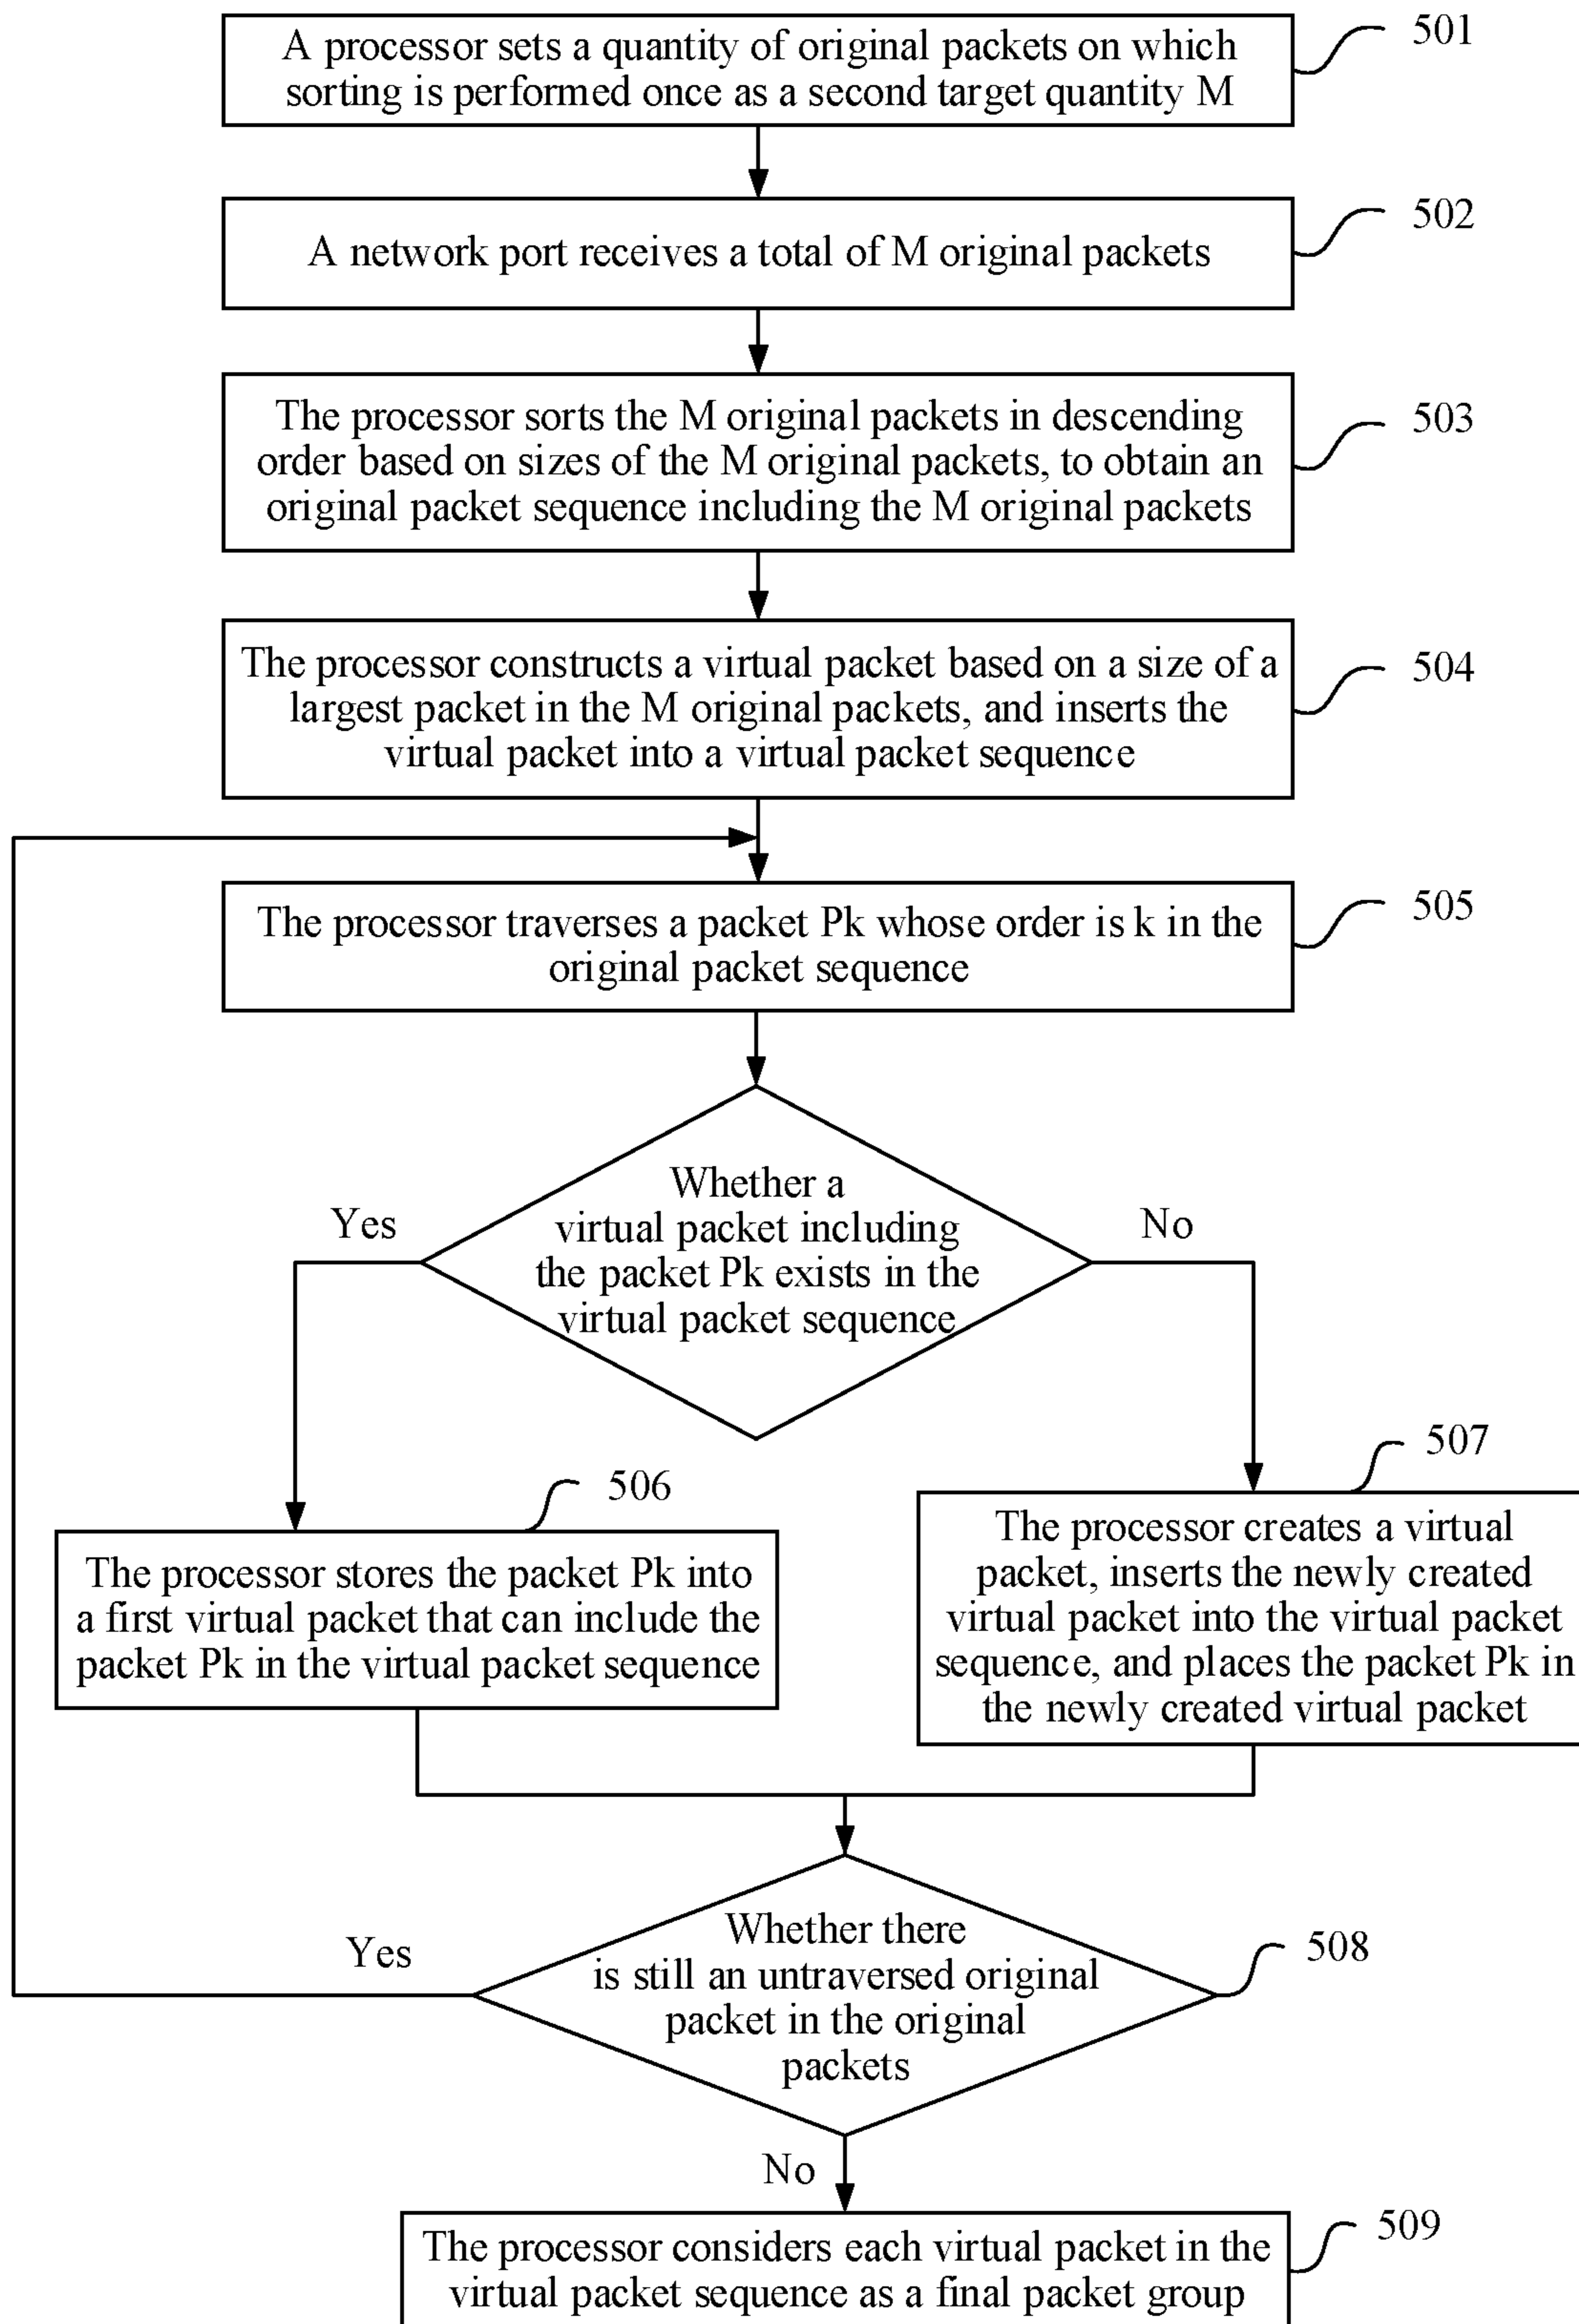 A processor sets a quantity of original packets on which
sorting is performed once as a second target quantity M
501
A network port receives a total of M original packets
502
The processor sorts the M original packets in descending
order based on sizes of the M original packets, to obtain an
original packet sequence including the M original packets
503
The processor constructs a virtual packet based on a size of a
largest packet in the M original packets, and inserts the
virtual packet into a virtual packet sequence
504
The processor traverses a packet Pk whose order is k in the
original packet sequence
505
Whether a
virtual packet including
the packet Pk exists in the
virtual packet sequence
Yes
No
506
The processor stores the packet Pk into
a first virtual packet that can include the
packet Pk in the virtual packet sequence
507
The processor creates a virtual
packet, inserts the newly created
virtual packet into the virtual packet
sequence, and places the packet Pk in
the newly created virtual packet
Whether there
is still an untraversed original
packet in the original
packets
508
Yes
No
The processor considers each virtual packet in the
virtual packet sequence as a final packet group
509